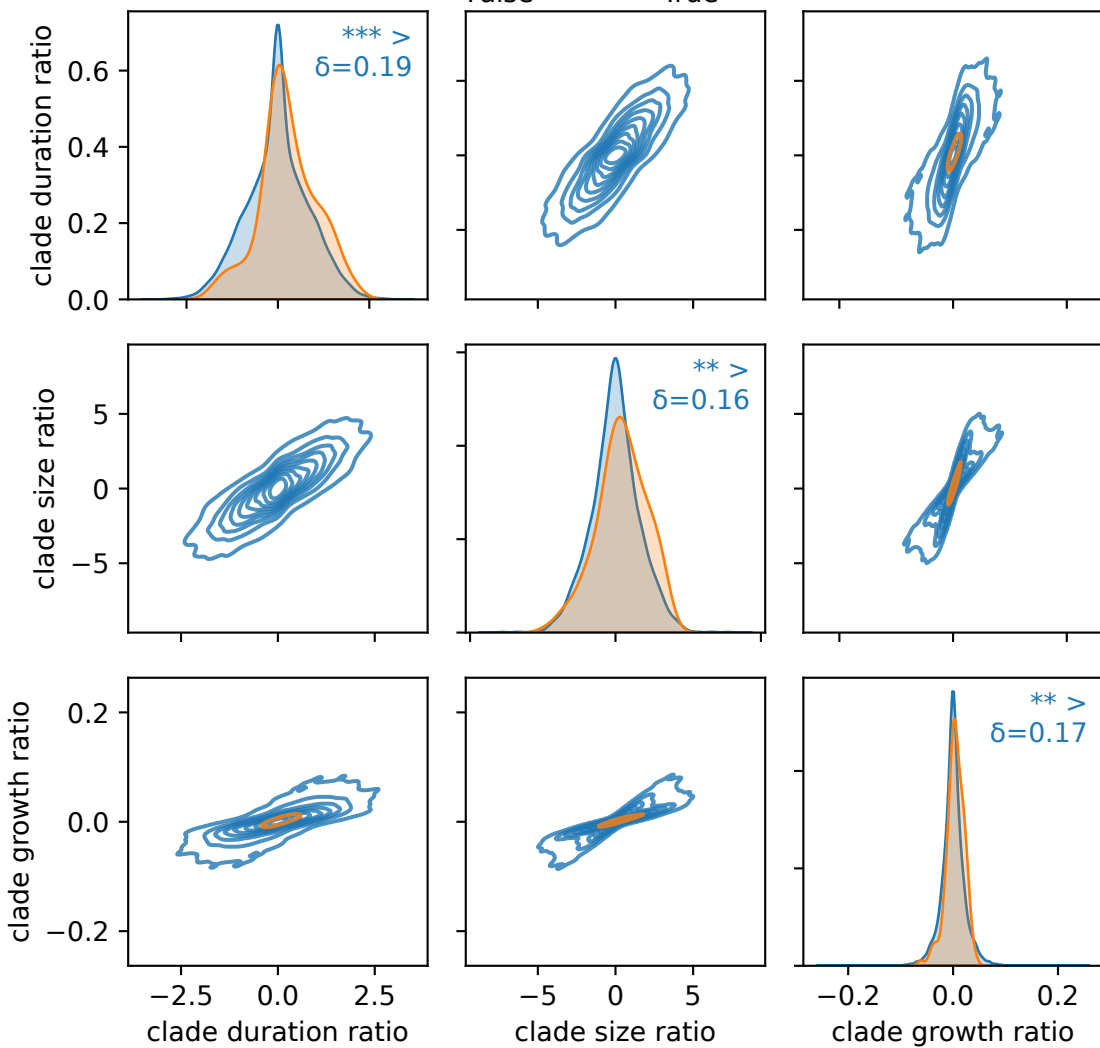 clade duration ratio
0.6
0.4
0.2
0.0
*** >
δ=0.19
clade size ratio
5
0
−5
** >
δ=0.16
clade growth ratio
0.2
0.0
−0.2
** >
δ=0.17
−2.5 0.0 2.5
−5 0 5
−0.2 0.0 0.2
clade duration ratio
clade size ratio
clade growth ratio